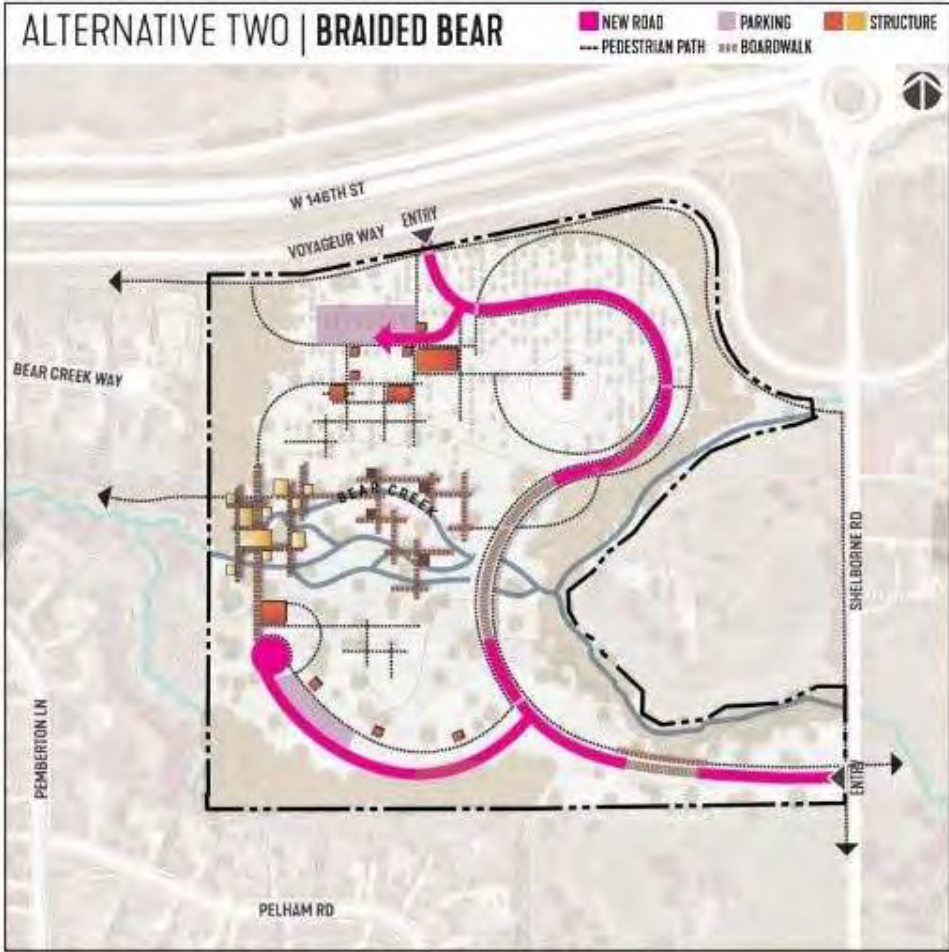 ALTERNATIVE TWO | BRAIDED BEAR
NEW ROAD
PARKING
STRUCTURE
PEDESTRIAN PATH
BOARDWALK
W 146TH ST
VOYAGEUR WAY
ENTRY
BEAR CREEK WAY
BEAR CREEK
SHELBORNE RD
PEMBERTON LN
ENTRY
PELHAM RD